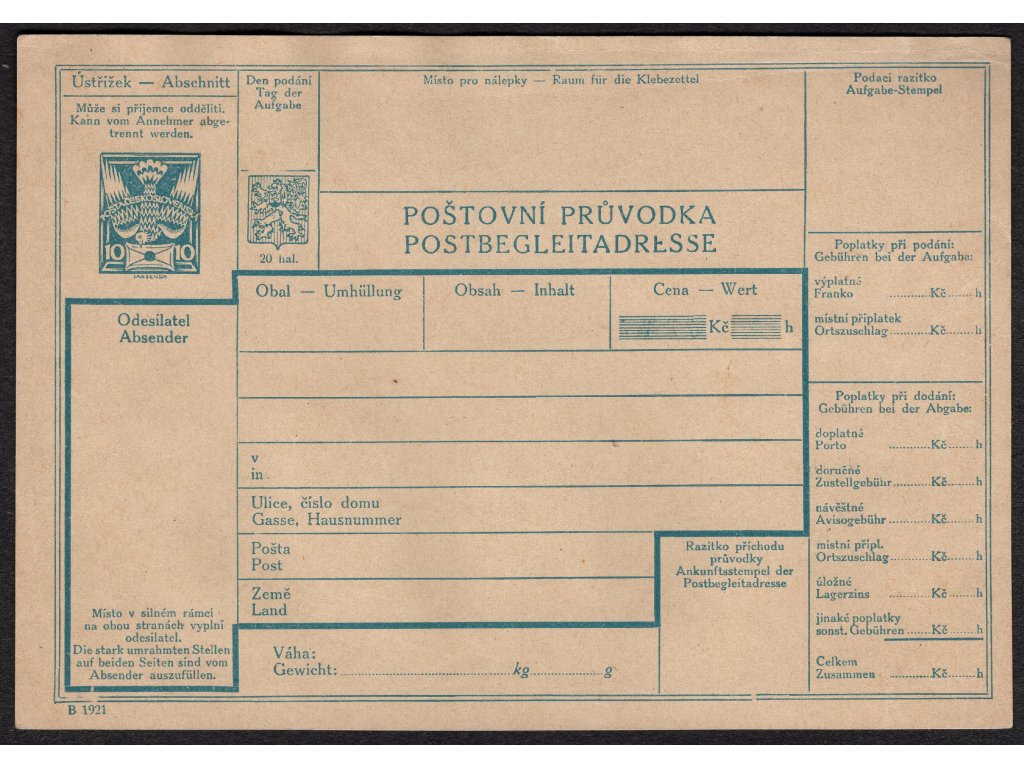 Ústřižek — Abschnitt
Může si příjemce odděliti.
Kann vom Annehmer abge-
trennt werden.
POŠTA ČESKOSLOVENSKÁ
10 10
Den podání
Tag der
Aufgabe
20 hal.
Místo pro nálepky — Raum für die Klebezettel
POŠTOVNÍ PRŮVODKA
POSTBEGLEITADRESSE
Podací razítko
Aufgabe-Stempel
Poplatky při podání:
Gebühren bei der Aufgabe:
výplatné
Franko ............Kč.........h
místní příplatek
Ortszuschlag............Kč.........h
Odesilatel
Absender
Místo v silném rámci
na obou stranách vyplní
odesilatel.
Die stark umrahmten Stellen
auf beiden Seiten sind vom
Absender auszufüllen.
Obal — Umhüllung
Obsah — Inhalt
Cena — Wert
Kč h
v
in
Ulice, číslo domu
Gasse, Hausnummer
Pošta
Post
Země
Land
Váha:
Gewicht:..................kg............g
Razítko příchodu
průvodky
Ankunftsstempel der
Postbegleitadresse
Poplatky při dodání:
Gebühren bei der Abgabe:
doplatné
Porto ............Kč.........h
doručné
Zustellgebühr............Kč.........h
návěštné
Avisogebühr............Kč.........h
místní přípl.
Ortszuschlag............Kč.........h
úložné
Lagerzins ............Kč.........h
jinaké poplatky
sonst. Gebühren......Kč.........h
Celkem
Zusammen ............Kč.........h
B 1921